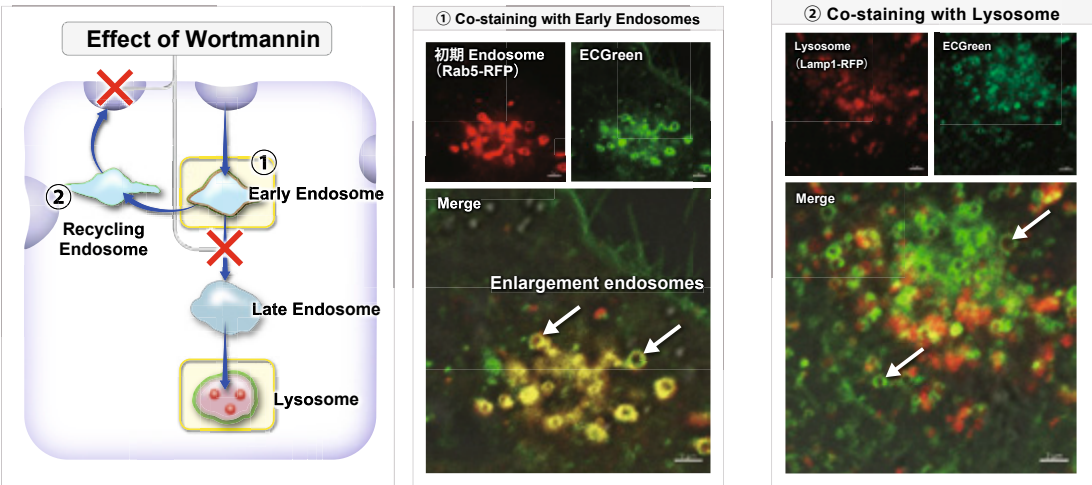 Effect of Wortmannin
①
Early Endosome
②
Recycling
Endosome
Late Endosome
Lysosome
① Co-staining with Early Endosomes
初期 Endosome
（Rab5-RFP）
ECGreen
Merge
Enlargement endosomes
② Co-staining with Lysosome
Lysosome
（Lamp1-RFP）
ECGreen
Merge